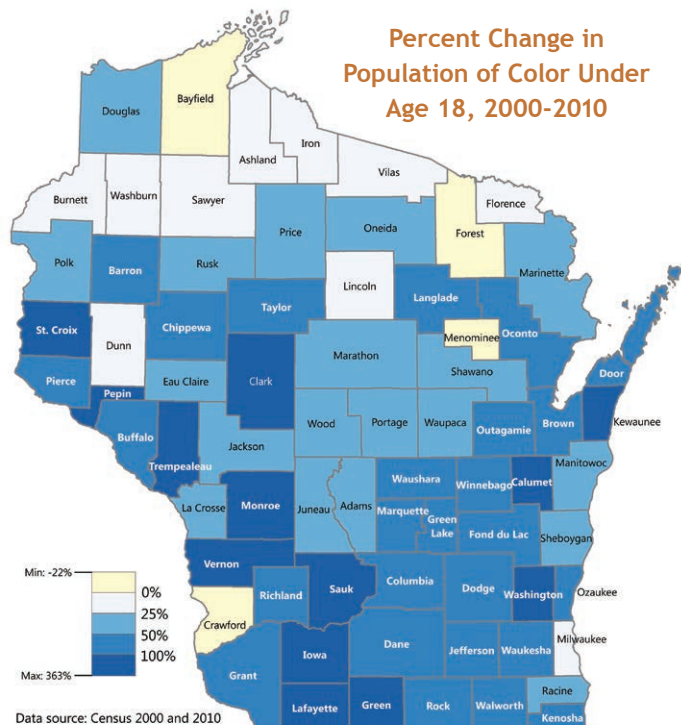 Percent Change in
Population of Color Under
Age 18, 2000-2010
Bayfield
Douglas
Iron
Ashland
Vilas
Burnett
Washburn
Sawyer
Florence
Price
Oneida
Forest
Polk
Barron
Rusk
Marinette
Lincoln
Langlade
Taylor
St. Croix
Chippewa
Menominee
Oconto
Dunn
Marathon
Door
Pierce
Eau Claire
Clark
Shawano
Pepin
Wood
Portage
Waupaca
Kewaunee
Buffalo
Outagamie
Brown
Jackson
Trempealeau
Manitowoc
Waushara
Winnebago
Calumet
La Crosse
Monroe
Juneau
Adams
Marquette
Green
Lake
Fond du Lac
Sheboygan
Vernon
Min: -22%
0%
25%
50%
100%
Max: 363%
Sauk
Columbia
Dodge
Washington
Ozaukee
Richland
Crawford
Milwaukee
Iowa
Dane
Jefferson
Waukesha
Grant
Racine
Lafayette
Green
Rock
Walworth
Kenosha
Data source: Census 2000 and 2010